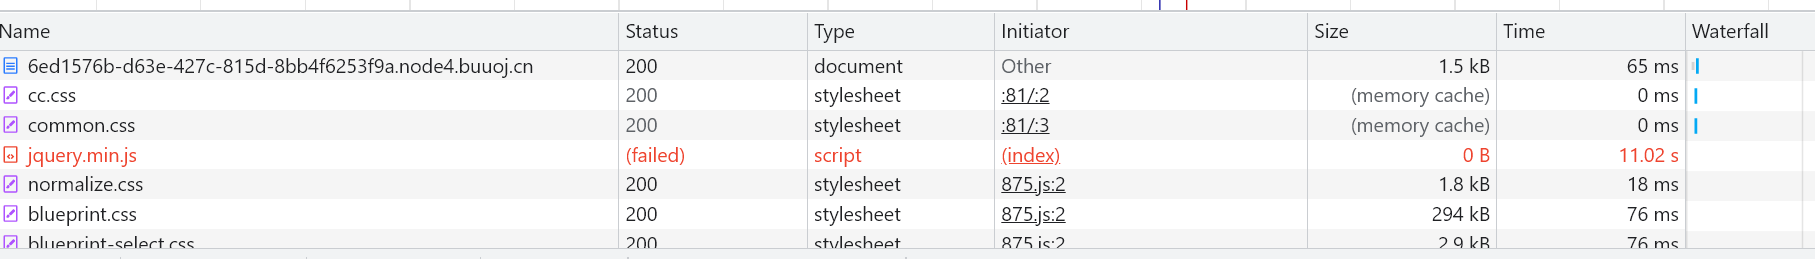 Name Status Type Initiator Size Time Waterfall
6ed1576b-d63e-427c-815d-8bb4f6253f9a.node4.buuoj.cn 200 document Other 1.5 kB 65 ms
cc.css 200 stylesheet :81/:2 (memory cache) 0 ms
common.css 200 stylesheet :81/:3 (memory cache) 0 ms
jquery.min.js (failed) script (index) 0 B 11.02 s
normalize.css 200 stylesheet 875.js:2 1.8 kB 18 ms
blueprint.css 200 stylesheet 875.js:2 294 kB 76 ms
blueprint-select.css 200 stylesheet 875.js:2 2.9 kB 76 ms